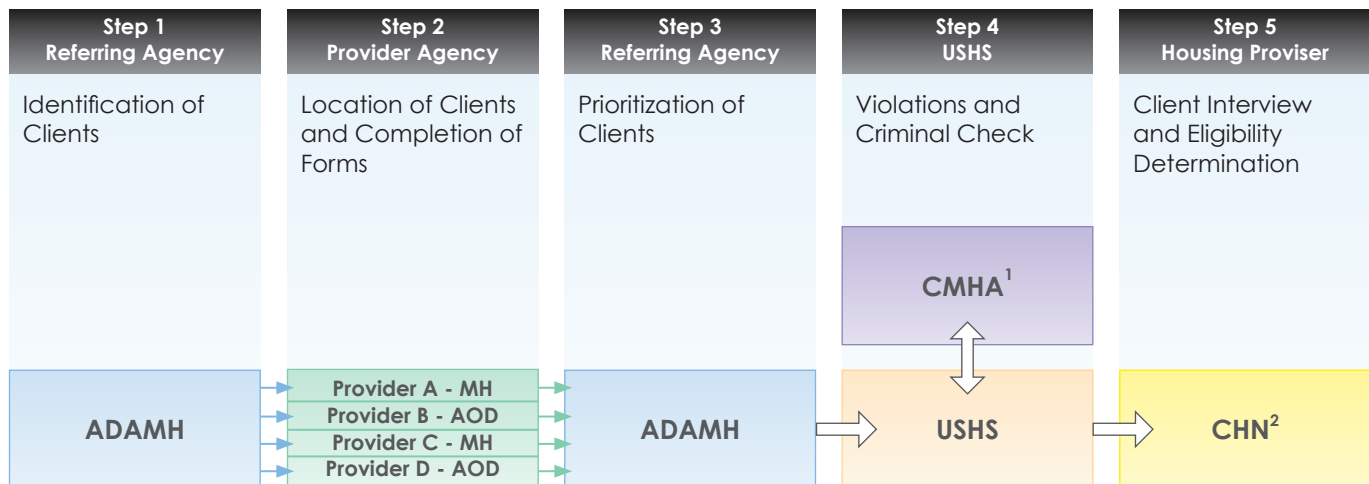 Step 1
Referring Agency
Step 2
Provider Agency
Step 3
Referring Agency
Step 4
USHS
Step 5
Housing Proviser
Identification of
Clients
Location of Clients
and Completion of
Forms
Prioritization of
Clients
Violations and
Criminal Check
Client Interview
and Eligibility
Determination
CMHA¹
ADAMH
Provider A - MH
Provider B - AOD
Provider C - MH
Provider D - AOD
ADAMH
USHS
CHN²